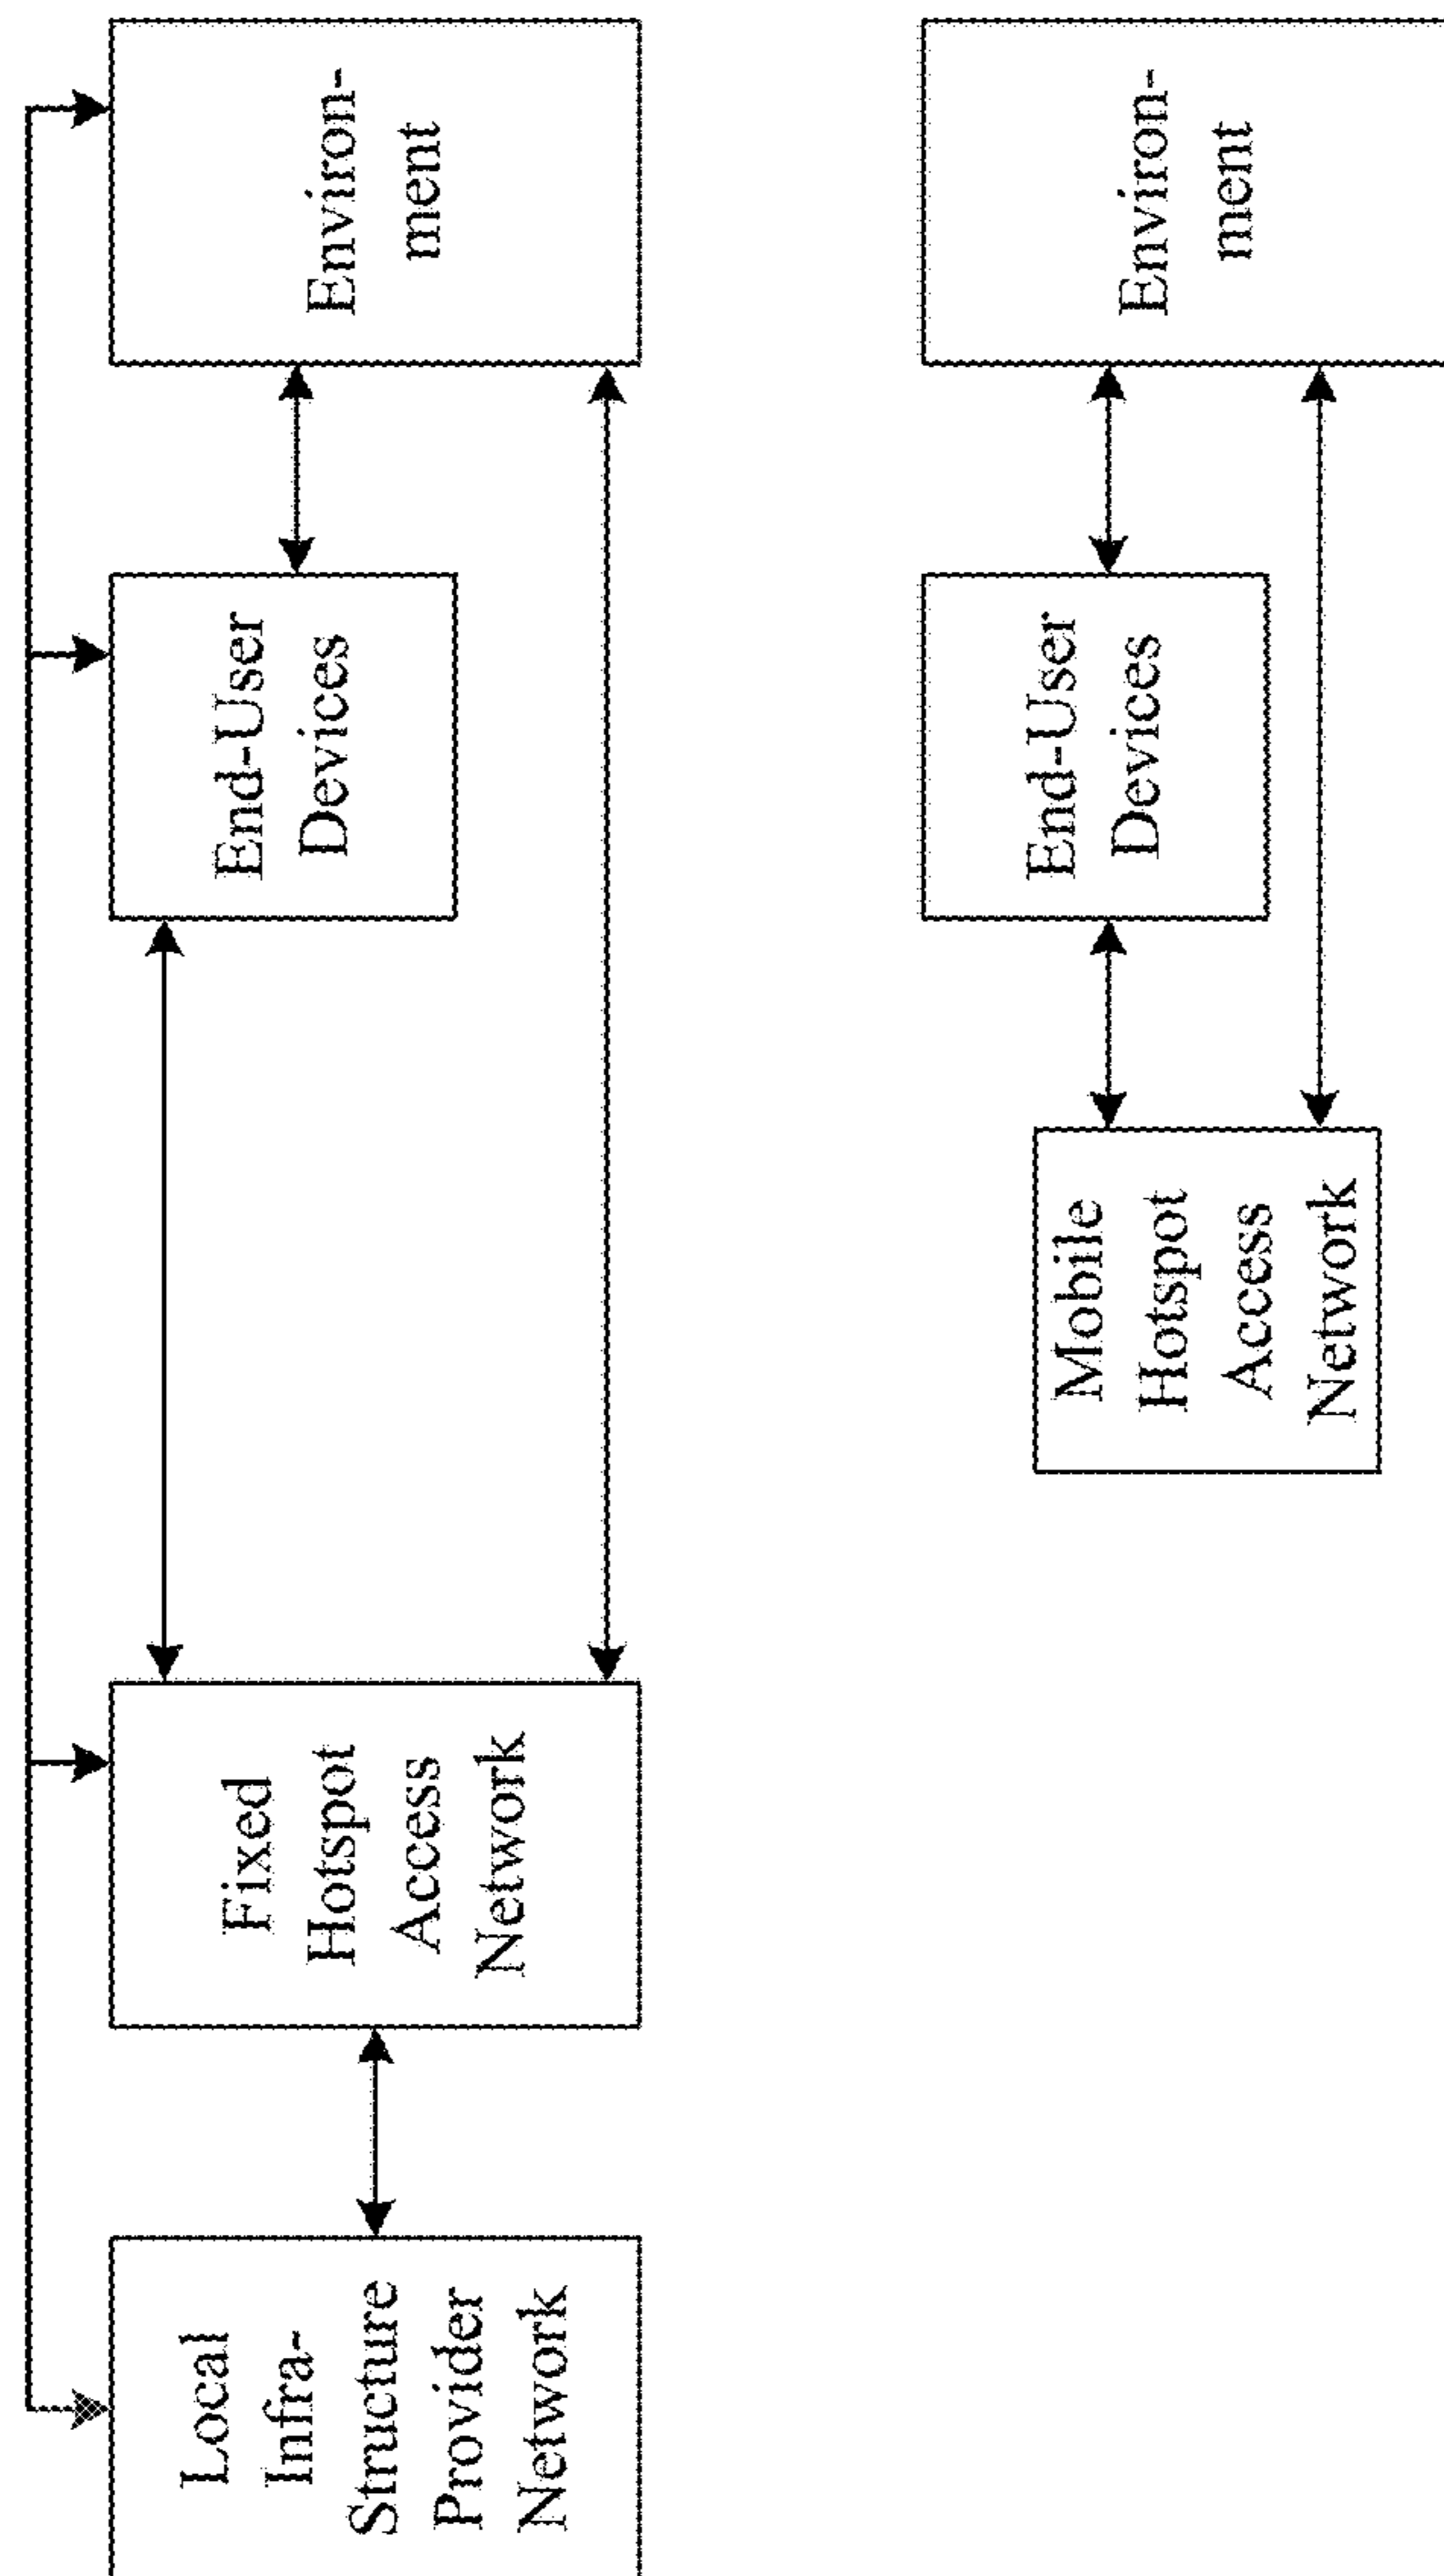 Local
Infra-
Structure
Provider
Network
Fixed
Hotspot
Access
Network
End-User
Devices
Environ-
ment
Mobile
Hotspot
Access
Network
End-User
Devices
Environ-
ment